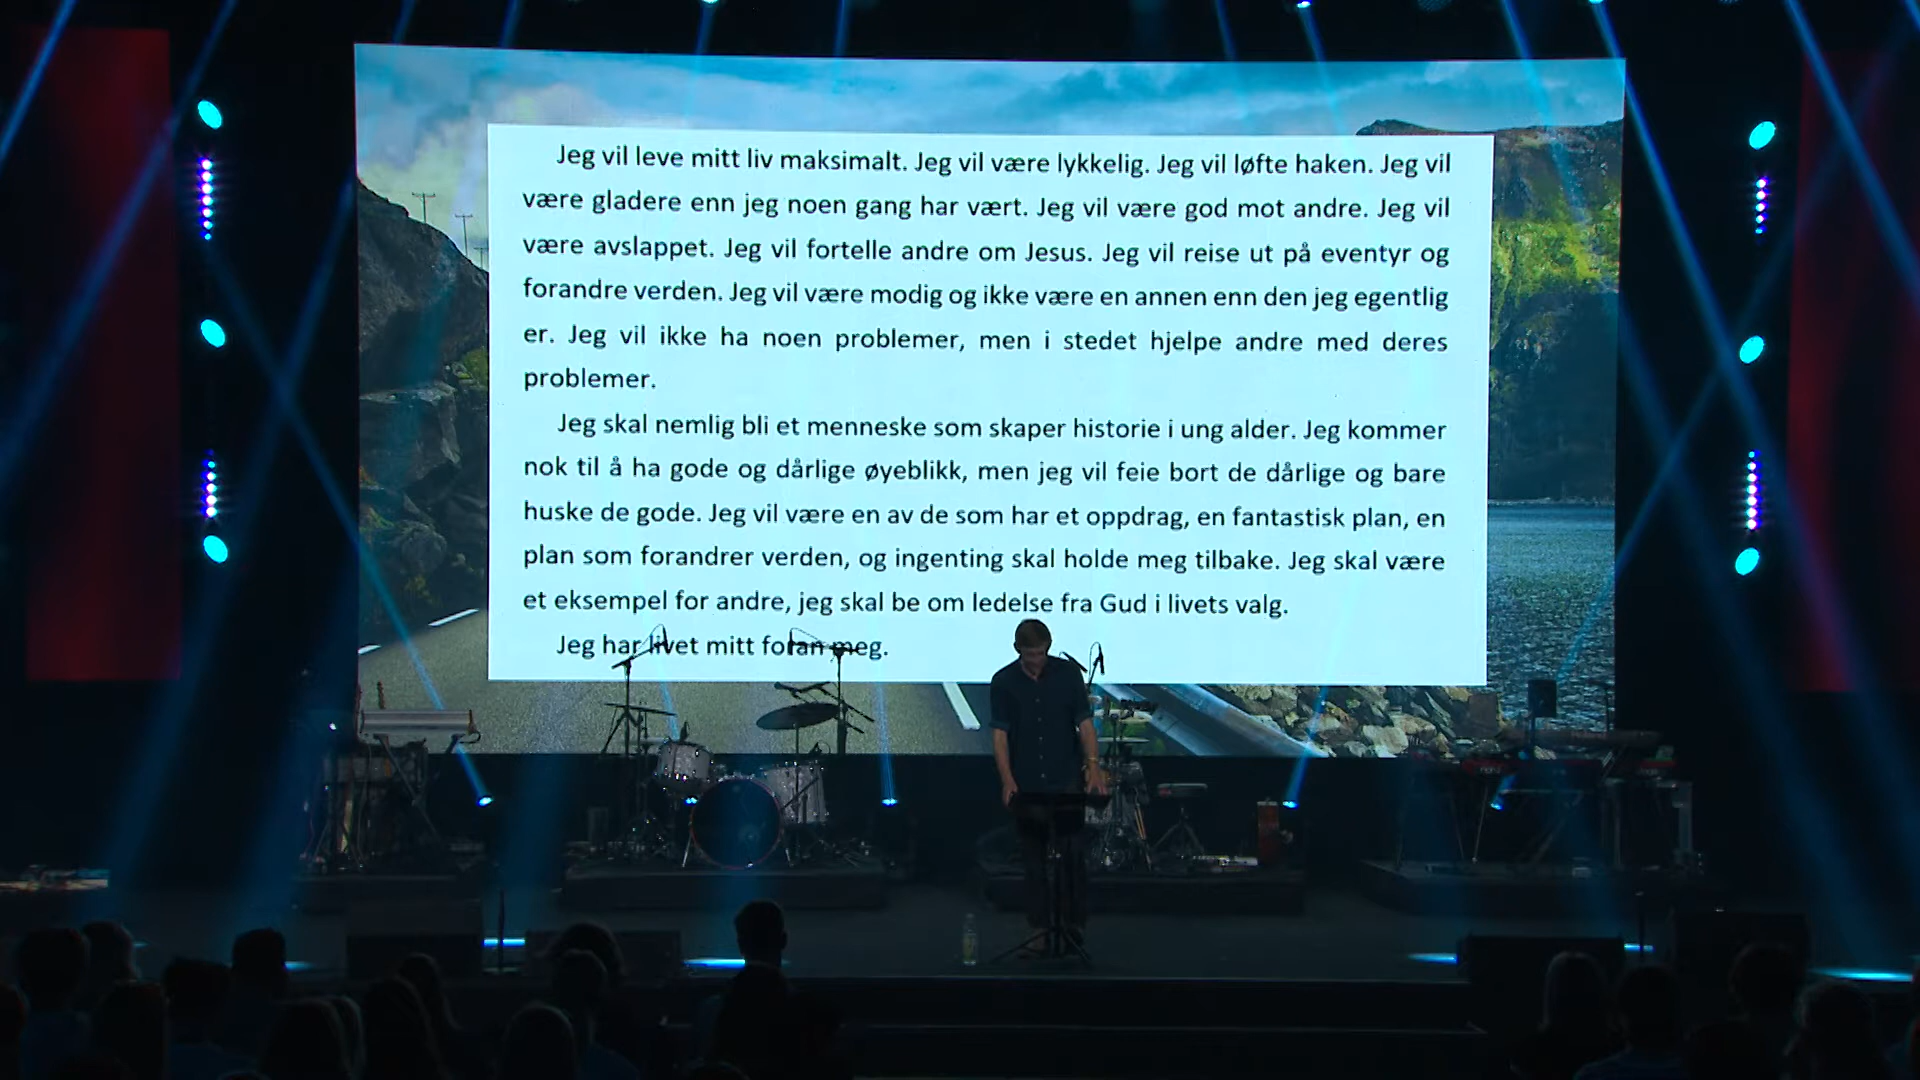 Jeg vil leve mitt liv maksimalt. Jeg vil være lykkelig. Jeg vil løfte haken. Jeg vil
være gladere enn jeg noen gang har vært. Jeg vil være god mot andre. Jeg vil
være avslappet. Jeg vil fortelle andre om Jesus. Jeg vil reise ut på eventyr og
forandre verden. Jeg vil være modig og ikke være en annen enn den jeg egentlig
er. Jeg vil ikke ha noen problemer, men i stedet hjelpe andre med deres
problemer.
Jeg skal nemlig bli et menneske som skaper historie i ung alder. Jeg kommer
nok til å ha gode og dårlige øyeblikk, men jeg vil feie bort de dårlige og bare
huske de gode. Jeg vil være en av de som har et oppdrag, en fantastisk plan, en
plan som forandrer verden, og ingenting skal holde meg tilbake. Jeg skal være
et eksempel for andre, jeg skal be om ledelse fra Gud i livets valg.
Jeg har livet mitt foran meg.